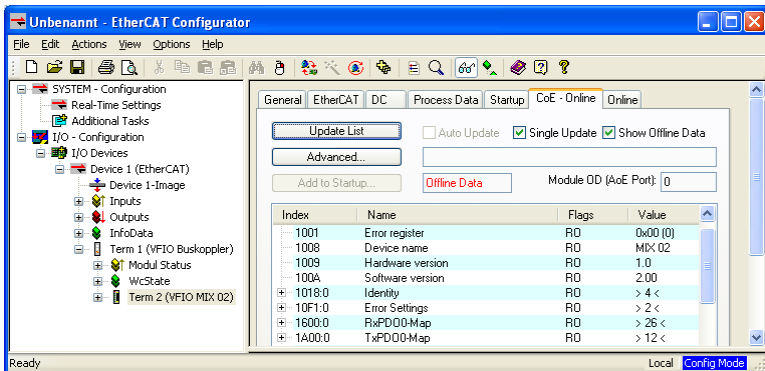 Unbenannt - EtherCAT Configurator
File Edit Actions View Options Help
SYSTEM - Configuration
Real-Time Settings
Additional Tasks
I/O - Configuration
I/O Devices
Device 1 (EtherCAT)
Device 1-Image
Inputs
Outputs
InfoData
Term 1 (VFIO Buskoppler)
Modul Status
WcState
Term 2 (VFIO MIX 02)
General EtherCAT DC Process Data Startup CoE - Online Online
Update List Auto Update Single Update Show Offline Data
Advanced...
Add to Startup... Offline Data Module OD (AoE Port): 0
Index Name Flags Value
1001 Error register RO 0x00 (0)
1008 Device name RO MIX 02
1009 Hardware version RO 1.0
100A Software version RO 2.00
1018:0 Identity RO > 4 <
10F1:0 Error Settings RO > 2 <
1600:0 RxPDO0-Map RO > 26 <
1A00:0 TxPDO0-Map RO > 12 <
Ready Local Config Mode